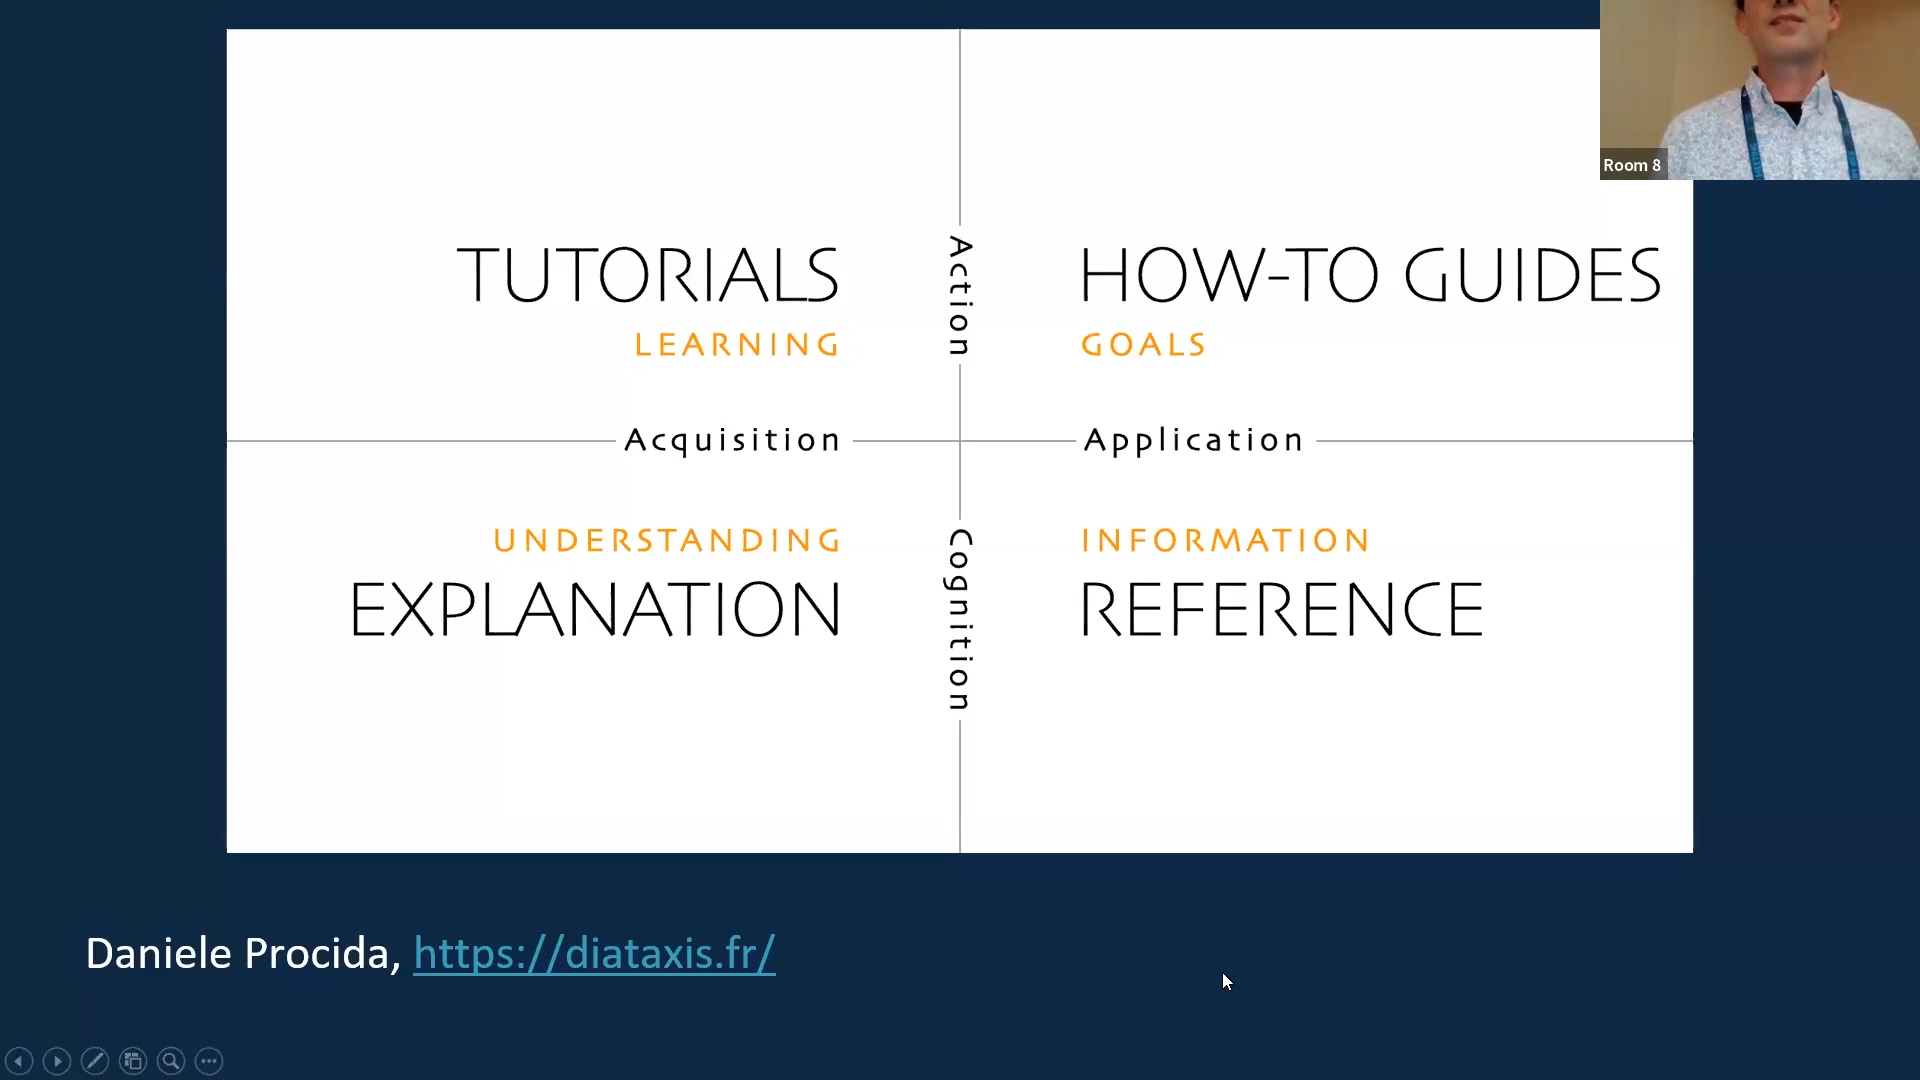 Room 8
TUTORIALS
LEARNING
Action
HOW-TO GUIDES
GOALS
Acquisition
Application
UNDERSTANDING
EXPLANATION
Cognition
INFORMATION
REFERENCE
Daniele Procida, https://diataxis.fr/